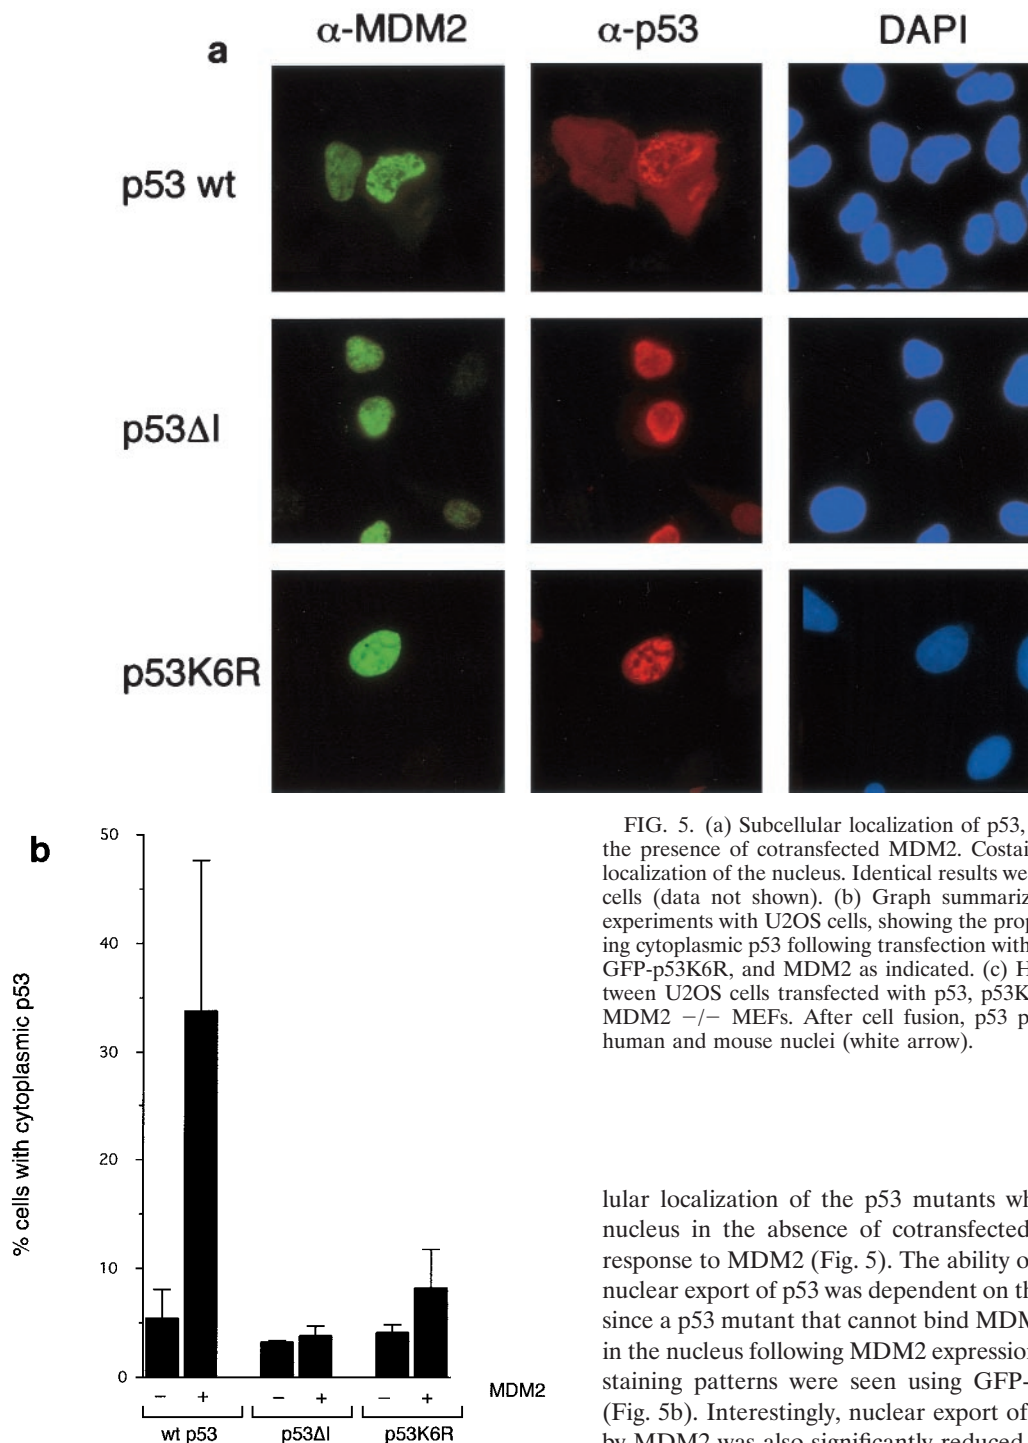 a
α-MDM2
α-p53
DAPI
p53 wt
p53ΔI
p53K6R
b
% cells with cytoplasmic p53
50
40
30
20
10
0
− + − + − + MDM2
wt p53 p53ΔI p53K6R
FIG. 5. (a) Subcellular localization of p53,
the presence of cotransfected MDM2. Costai
localization of the nucleus. Identical results we
cells (data not shown). (b) Graph summariz
experiments with U2OS cells, showing the prop
ing cytoplasmic p53 following transfection with
GFP-p53K6R, and MDM2 as indicated. (c) H
tween U2OS cells transfected with p53, p53K
MDM2 −/− MEFs. After cell fusion, p53 p
human and mouse nuclei (white arrow).
lular localization of the p53 mutants wh
nucleus in the absence of cotransfected
response to MDM2 (Fig. 5). The ability o
nuclear export of p53 was dependent on th
since a p53 mutant that cannot bind MDM
in the nucleus following MDM2 expression
staining patterns were seen using GFP-
(Fig. 5b). Interestingly, nuclear export of
by MDM2 was also significantly reduced